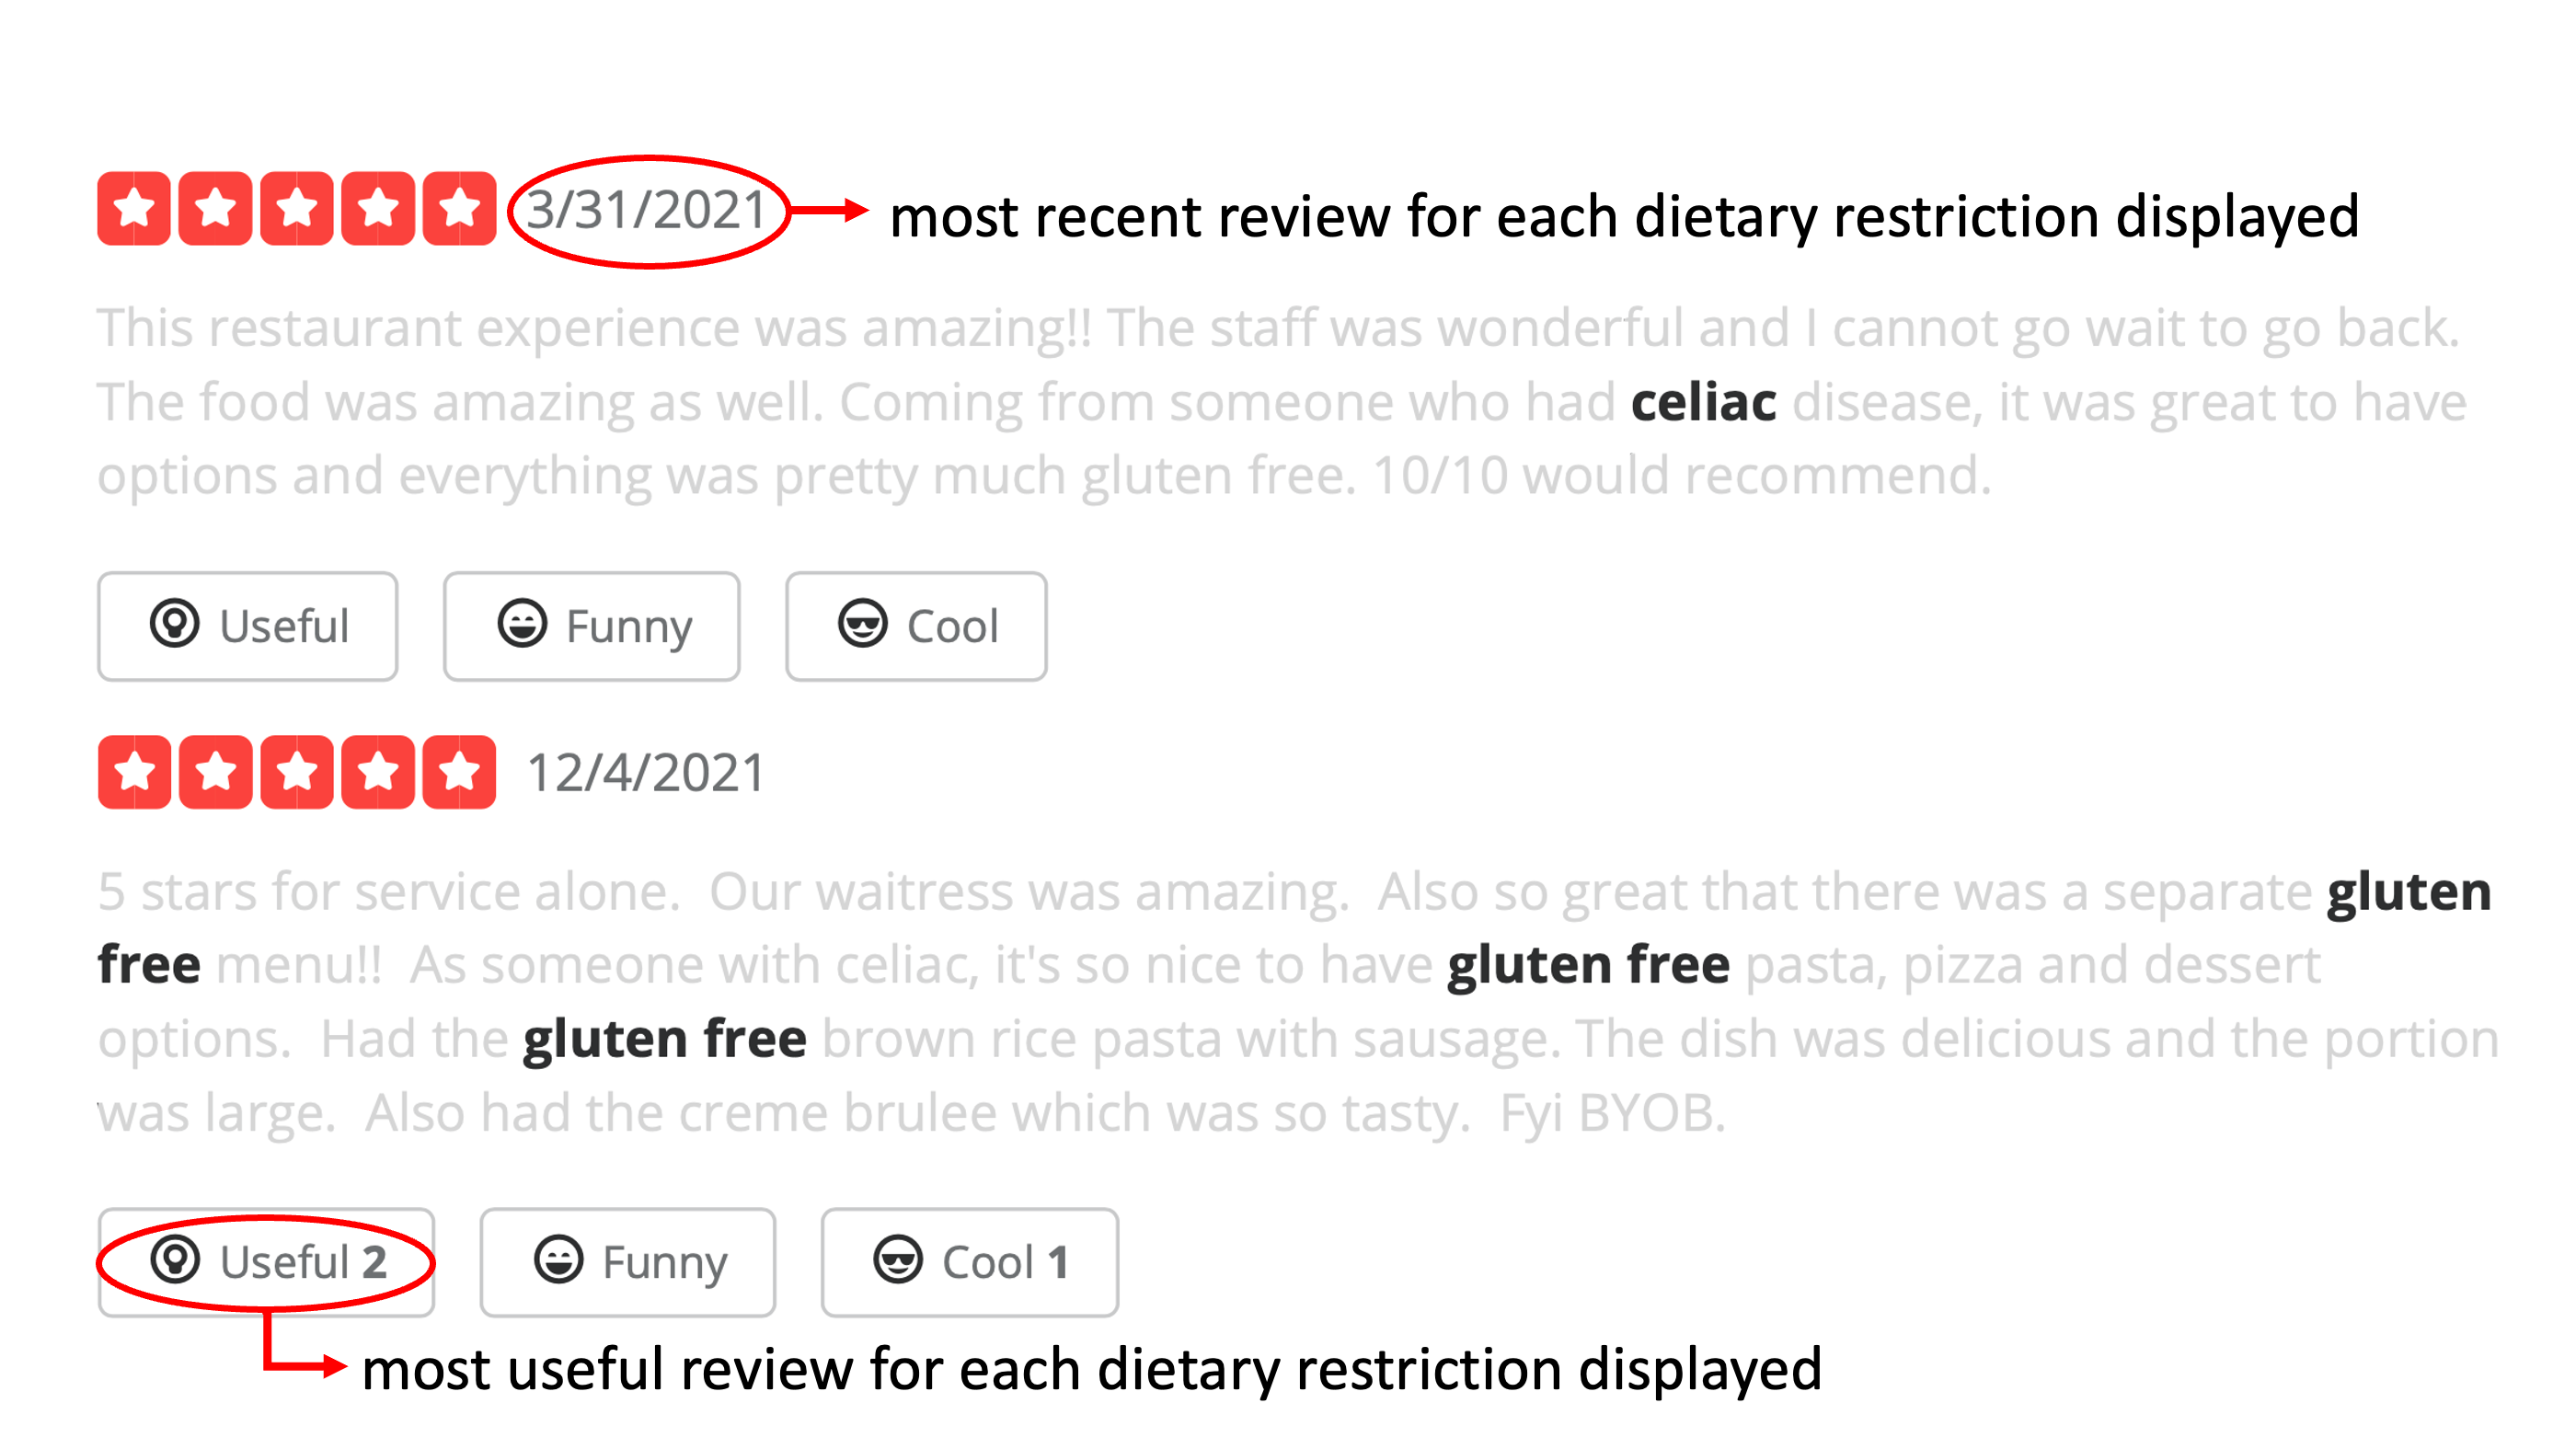 3/31/2021 most recent review for each dietary restriction displayed
This restaurant experience was amazing!! The staff was wonderful and I cannot go wait to go back.
The food was amazing as well. Coming from someone who had celiac disease, it was great to have
options and everything was pretty much gluten free. 10/10 would recommend.
Useful Funny Cool
12/4/2021
5 stars for service alone. Our waitress was amazing. Also so great that there was a separate gluten
free menu!! As someone with celiac, it's so nice to have gluten free pasta, pizza and dessert
options. Had the gluten free brown rice pasta with sausage. The dish was delicious and the portion
was large. Also had the creme brulee which was so tasty. Fyi BYOB.
Useful 2 Funny Cool 1
most useful review for each dietary restriction displayed